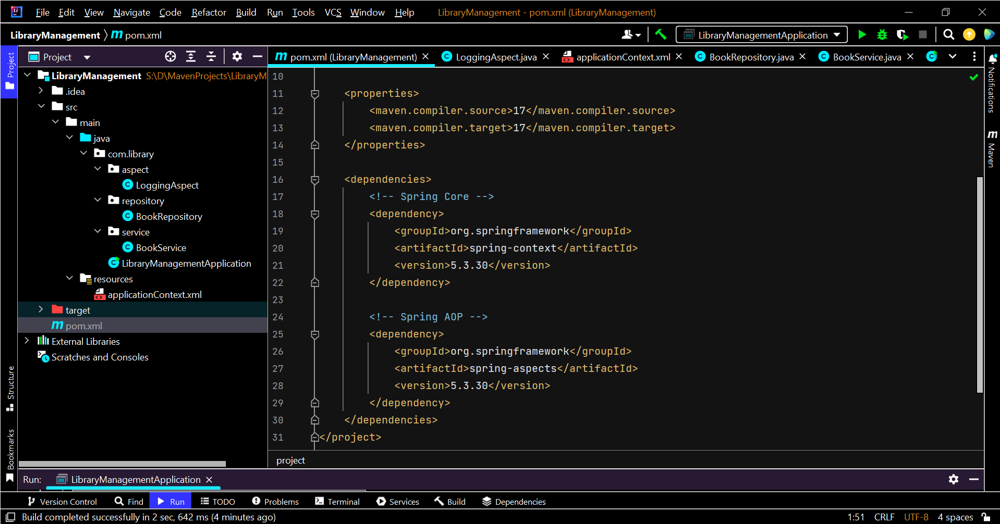 File Edit View Navigate Code Refactor Build Run Tools VCS Window Help LibraryManagement - pom.xml (LibraryManagement)
LibraryManagement pom.xml LibraryManagementApplication
Project
Project
pom.xml (LibraryManagement) LoggingAspect.java applicationContext.xml BookRepository.java BookService.java
LibraryManagement S:\D\MavenProjects\LibraryM
.idea
src
main
java
com.library
aspect
LoggingAspect
repository
BookRepository
service
BookService
LibraryManagementApplication
resources
applicationContext.xml
target
pom.xml
External Libraries
Scratches and Consoles
Structure
Bookmarks
10
11 <properties>
12 <maven.compiler.source>17</maven.compiler.source>
13 <maven.compiler.target>17</maven.compiler.target>
14 </properties>
15
16 <dependencies>
17 <!-- Spring Core -->
18 <dependency>
19 <groupId>org.springframework</groupId>
20 <artifactId>spring-context</artifactId>
21 <version>5.3.30</version>
22 </dependency>
23
24 <!-- Spring AOP -->
25 <dependency>
26 <groupId>org.springframework</groupId>
27 <artifactId>spring-aspects</artifactId>
28 <version>5.3.30</version>
29 </dependency>
30 </dependencies>
31 </project>
project
Notifications
Maven
Run: LibraryManagementApplication
Version Control Find Run TODO Problems Terminal Services Build Dependencies
Build completed successfully in 2 sec, 642 ms (4 minutes ago) 1:51 CRLF UTF-8 4 spaces